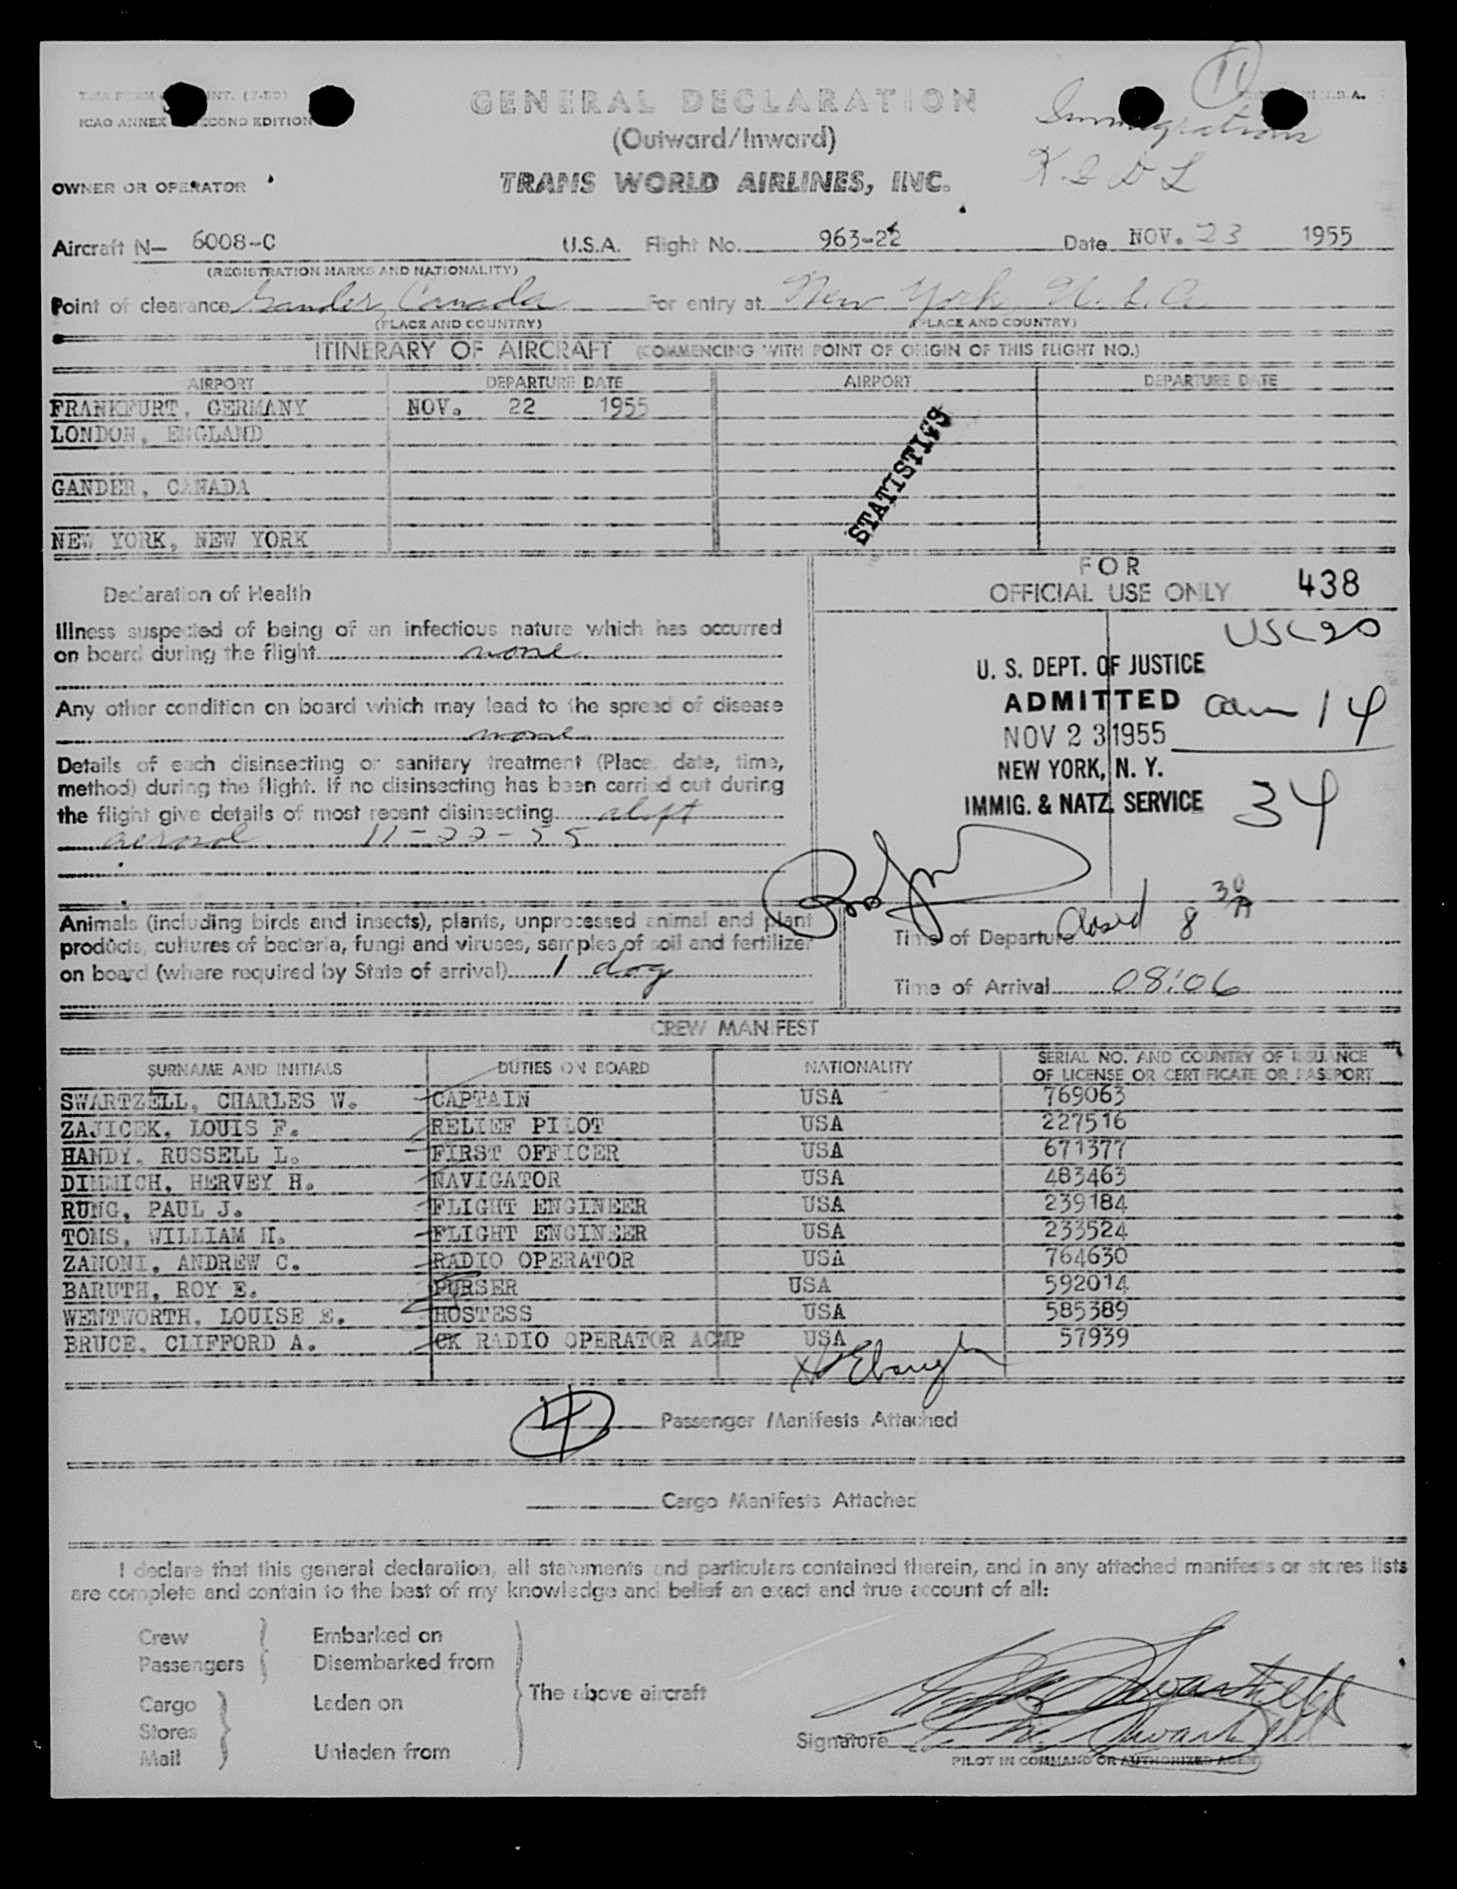 11
GENERAL DECLARATION
(Outward/Inward)
Immigration
ICAO ANNEX SECOND EDITION
OWNER OR OPERATOR
TRANS WORLD AIRLINES, INC.
Aircraft N— 6008-C U.S.A. Flight No. 963-22 Date NOV. 23 1955
(REGISTRATION MARKS AND NATIONALITY)
Point of clearance Gander, Canada For entry at New York U.S.A.
(PLACE AND COUNTRY) (PLACE AND COUNTRY)
ITINERARY OF AIRCRAFT (COMMENCING WITH POINT OF ORIGIN OF THIS FLIGHT NO.)
AIRPORT DEPARTURE DATE AIRPORT DEPARTURE DATE
FRANKFURT, GERMANY NOV. 22 1955
LONDON, ENGLAND
GANDER, CANADA
NEW YORK, NEW YORK
STATISTICS
FOR
OFFICIAL USE ONLY 438
Declaration of Health
Illness suspected of being of an infectious nature which has occurred
on board during the flight none
Any other condition on board which may lead to the spread of disease
none
Details of each disinsecting or sanitary treatment (Place, date, time,
method) during the flight. If no disinsecting has been carried out during
the flight give details of most recent disinsecting
aerosol 11-22-55
USC 20
U. S. DEPT. OF JUSTICE
ADMITTED
14
NOV 23 1955
NEW YORK, N. Y.
IMMIG. & NATZ. SERVICE
34
Animals (including birds and insects), plants, unprocessed animal and plant
products, cultures of bacteria, fungi and viruses, samples of soil and fertilizer
on board (where required by State of arrival) 1 dog
Time of Departure Closed 8 30/A
Time of Arrival 08:06
CREW MANIFEST
SURNAME AND INITIALS DUTIES ON BOARD NATIONALITY SERIAL NO. AND COUNTRY OF ISSUANCE
OF LICENSE OR CERTIFICATE OR PASSPORT
SWARTZELL, CHARLES W. CAPTAIN USA 769063
ZAJICEK, LOUIS F. RELIEF PILOT USA 227516
HANDY, RUSSELL L. FIRST OFFICER USA 671377
DIMMICH, HERVEY H. NAVIGATOR USA 483463
RUNG, PAUL J. FLIGHT ENGINEER USA 239184
TOMS, WILLIAM H. FLIGHT ENGINEER USA 233524
ZANONI, ANDREW C. RADIO OPERATOR USA 764630
BARUTH, ROY E. PURSER USA 592014
WENTWORTH, LOUISE E. HOSTESS USA 585389
BRUCE, CLIFFORD A. CK RADIO OPERATOR ACMP USA 57939
4 Passenger Manifests Attached
Cargo Manifests Attached
I declare that this general declaration, all statements and particulars contained therein, and in any attached manifests or stores lists
are complete and contain to the best of my knowledge and belief an exact and true account of all:
Crew Embarked on
Passengers Disembarked from
The above aircraft
Cargo Laden on
Stores
Mail Unladen from
Signature
PILOT IN COMMAND OR AUTHORIZED AGENT